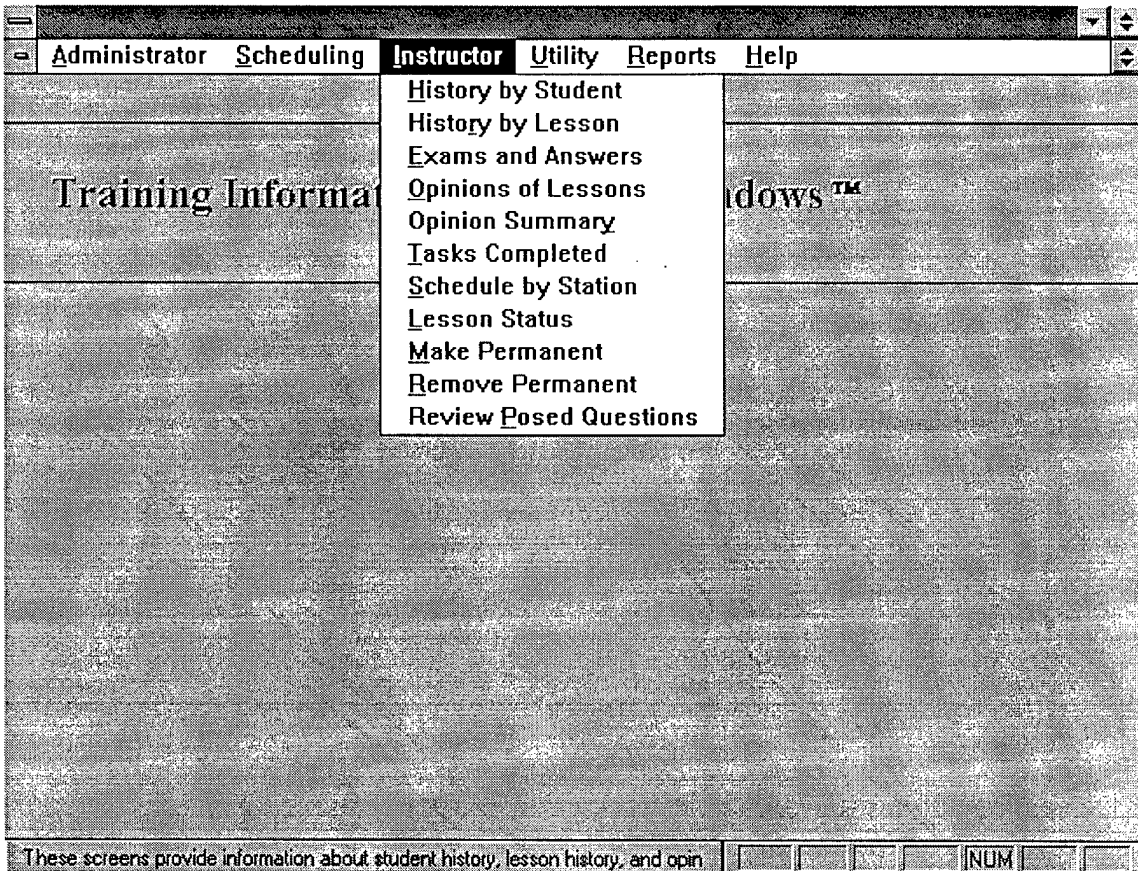 Administrator Scheduling Instructor Utility Reports Help
History by Student
History by Lesson
Exams and Answers
Training Informat dows™
Opinions of Lessons
Opinion Summary
Tasks Completed
Schedule by Station
Lesson Status
Make Permanent
Remove Permanent
Review Posed Questions
These screens provide information about student history, lesson history, and opin NUM